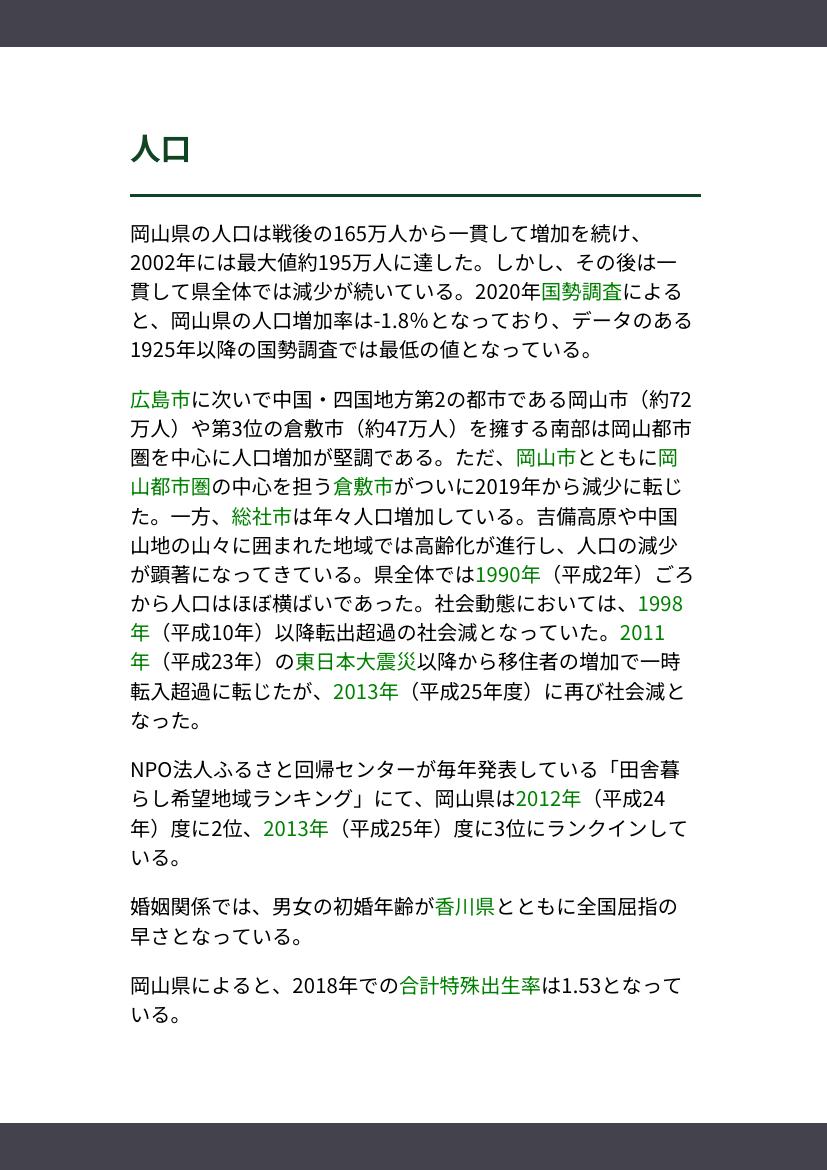 人口
岡山県の人口は戦後の165万人から一貫して増加を続け、
2002年には最大値約195万人に達した。しかし、その後は一
貫して県全体では減少が続いている。2020年国勢調査による
と、岡山県の人口増加率は-1.8%となっており、データのある
1925年以降の国勢調査では最低の値となっている。
広島市に次いで中国・四国地方第2の都市である岡山市（約72
万人）や第3位の倉敷市（約47万人）を擁する南部は岡山都市
圏を中心に人口増加が堅調である。ただ、岡山市とともに岡
山都市圏の中心を担う倉敷市がついに2019年から減少に転じ
た。一方、総社市は年々人口増加している。吉備高原や中国
山地の山々に囲まれた地域では高齢化が進行し、人口の減少
が顕著になってきている。県全体では1990年（平成2年）ごろ
から人口はほぼ横ばいであった。社会動態においては、1998
年（平成10年）以降転出超過の社会減となっていた。2011
年（平成23年）の東日本大震災以降から移住者の増加で一時
転入超過に転じたが、2013年（平成25年度）に再び社会減と
なった。
NPO法人ふるさと回帰センターが毎年発表している「田舎暮
らし希望地域ランキング」にて、岡山県は2012年（平成24
年）度に2位、2013年（平成25年）度に3位にランクインして
いる。
婚姻関係では、男女の初婚年齢が香川県とともに全国屈指の
早さとなっている。
岡山県によると、2018年での合計特殊出生率は1.53となって
いる。